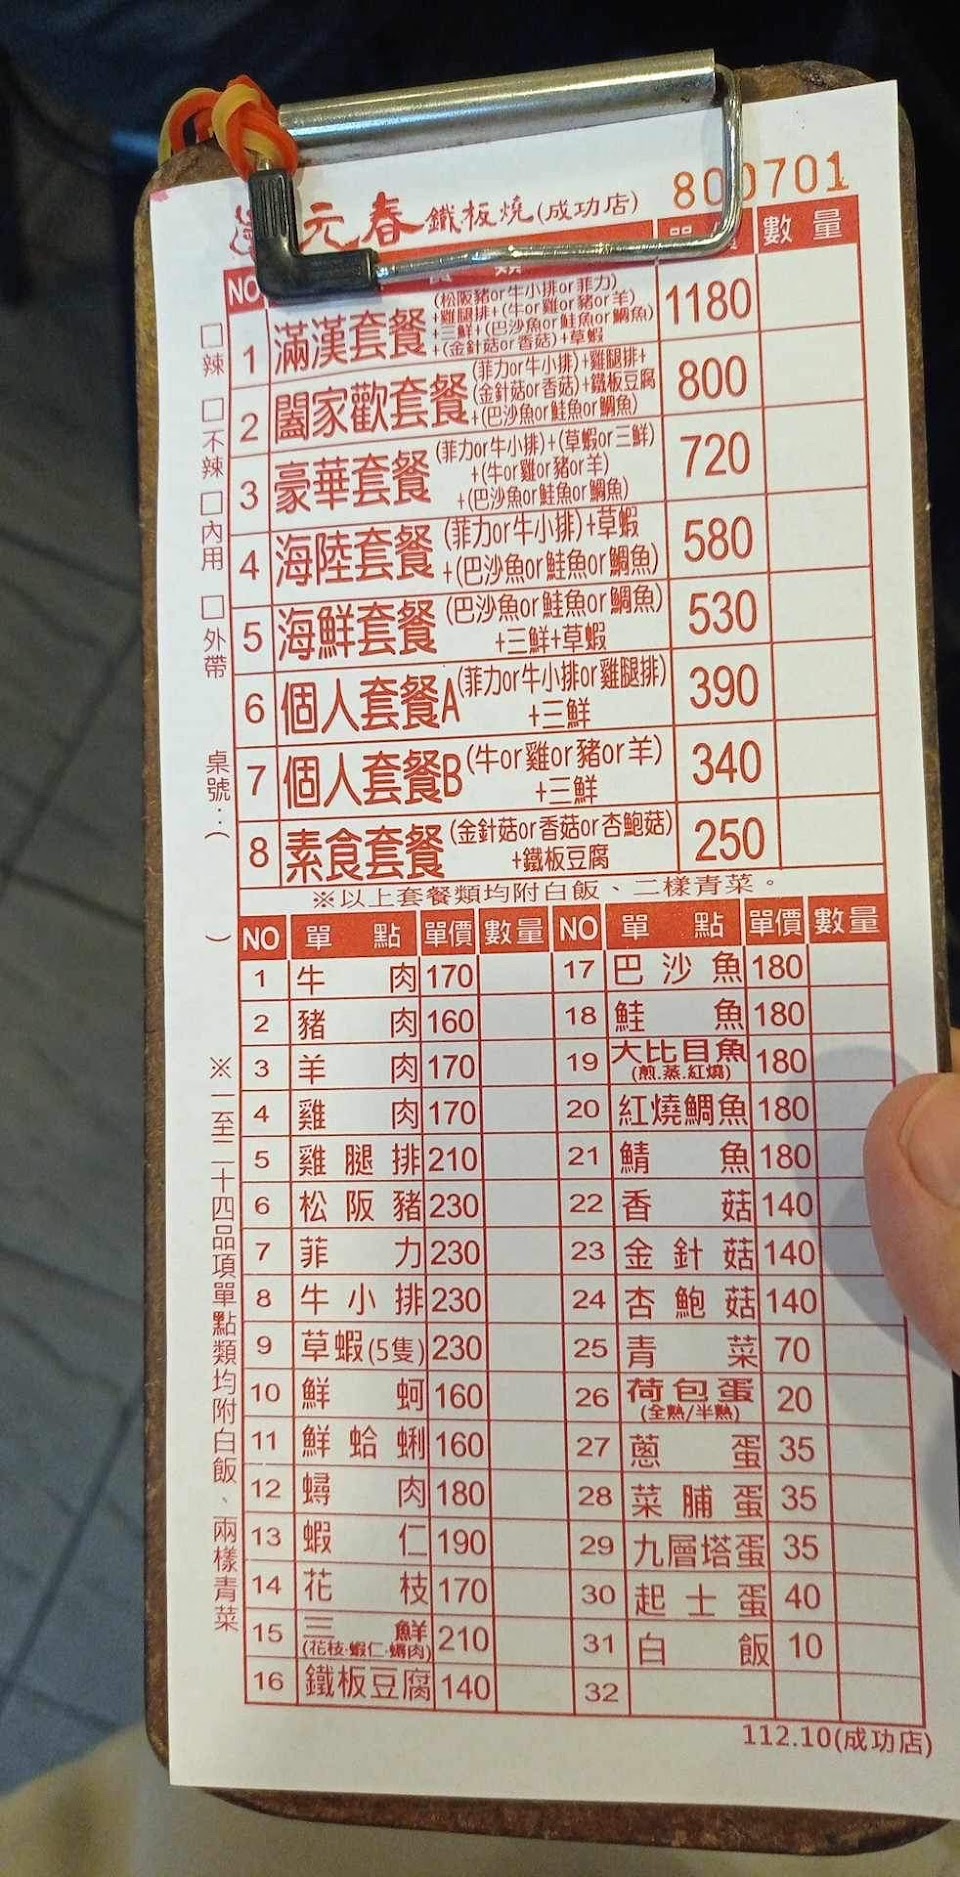 元春鐵板燒(成功店) 800701
NO 單價 數量
1 滿漢套餐 (松阪豬or牛小排or菲力)+雞腿排+(牛or雞or豬or羊)+三鮮+(巴沙魚or鮭魚or鯛魚)+(金針菇or香菇)+草蝦 1180
2 闔家歡套餐 (菲力or牛小排)+雞腿排+(金針菇or香菇)+鐵板豆腐+(巴沙魚or鮭魚or鯛魚) 800
3 豪華套餐 (菲力or牛小排)+(草蝦or三鮮)+(牛or雞or豬or羊)+(巴沙魚or鮭魚or鯛魚) 720
4 海陸套餐 (菲力or牛小排)+草蝦+(巴沙魚or鮭魚or鯛魚) 580
5 海鮮套餐 (巴沙魚or鮭魚or鯛魚)+三鮮+草蝦 530
6 個人套餐A (菲力or牛小排or雞腿排)+三鮮 390
7 個人套餐B (牛or雞or豬or羊)+三鮮 340
8 素食套餐 (金針菇or香菇or杏鮑菇)+鐵板豆腐 250
※以上套餐類均附白飯、二樣青菜。
NO 單點 單價 數量 NO 單點 單價 數量
1 牛肉 170 17 巴沙魚 180
2 豬肉 160 18 鮭魚 180
3 羊肉 170 19 大比目魚(煎.蒸.紅燒) 180
4 雞肉 170 20 紅燒鯛魚 180
5 雞腿排 210 21 鯖魚 180
6 松阪豬 230 22 香菇 140
7 菲力 230 23 金針菇 140
8 牛小排 230 24 杏鮑菇 140
9 草蝦(5隻) 230 25 青菜 70
10 鮮蚵 160 26 荷包蛋(全熟/半熟) 20
11 鮮蛤蜊 160 27 蔥蛋 35
12 蟳肉 180 28 菜脯蛋 35
13 蝦仁 190 29 九層塔蛋 35
14 花枝 170 30 起士蛋 40
15 三鮮(花枝·蝦仁·蟳肉) 210 31 白飯 10
16 鐵板豆腐 140 32
112.10(成功店)
□辣 □不辣 □內用 □外帶
桌號：( )
※一至二十四品項單點類均附白飯、兩樣青菜